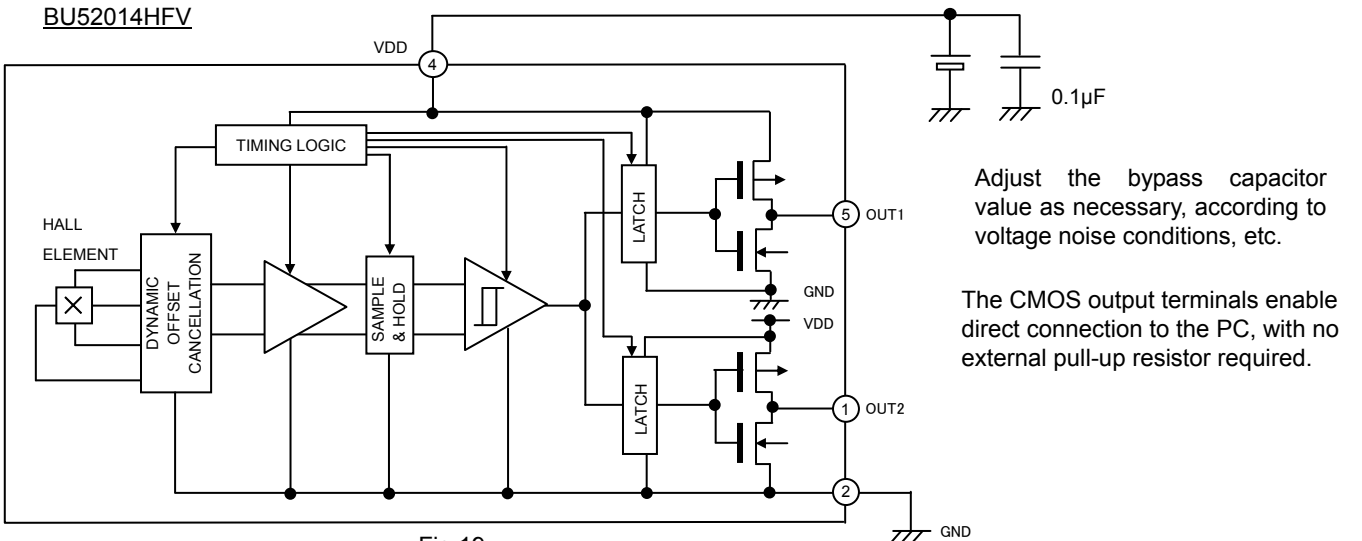 BU52014HFV
VDD
4
0.1µF
TIMING LOGIC
HALL
ELEMENT
DYNAMIC
OFFSET
CANCELLATION
SAMPLE
& HOLD
LATCH
5 OUT1
GND
VDD
LATCH
1 OUT2
2
GND
Adjust the bypass capacitor
value as necessary, according to
voltage noise conditions, etc.
The CMOS output terminals enable
direct connection to the PC, with no
external pull-up resistor required.